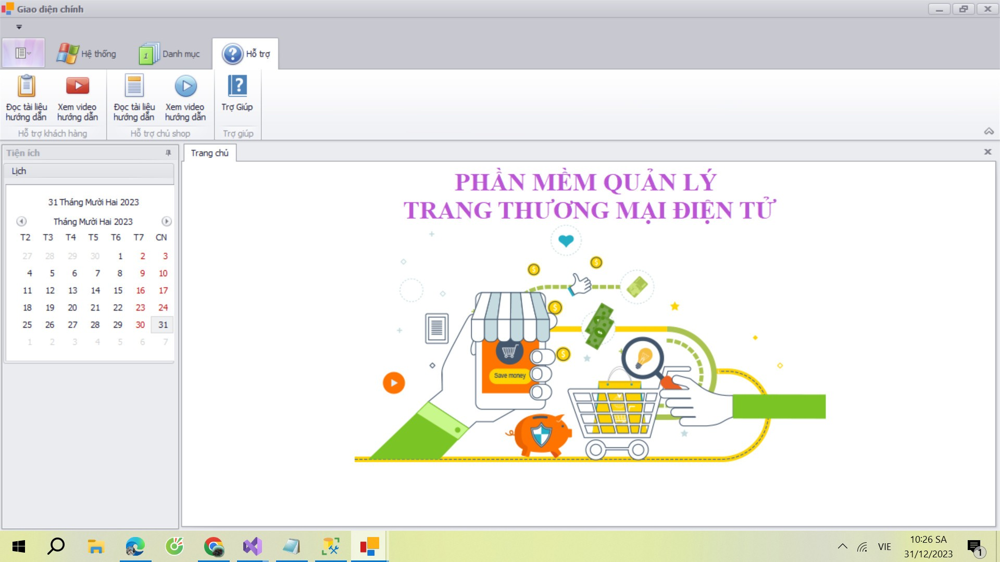 Giao diện chính
Hệ thống
Danh mục
Hỗ trợ
Đọc tài liệu hướng dẫn
Xem video hướng dẫn
Đọc tài liệu hướng dẫn
Xem video hướng dẫn
Trợ Giúp
Hỗ trợ khách hàng
Hỗ trợ chủ shop
Trợ giúp
Tiện ích
Lịch
31 Tháng Mười Hai 2023
Tháng Mười Hai 2023
T2 T3 T4 T5 T6 T7 CN
27 28 29 30 1 2 3
4 5 6 7 8 9 10
11 12 13 14 15 16 17
18 19 20 21 22 23 24
25 26 27 28 29 30 31
1 2 3 4 5 6 7
Trang chủ
PHẦN MỀM QUẢN LÝ
TRANG THƯƠNG MẠI ĐIỆN TỬ
Save money
VIE
10:26 SA
31/12/2023
1